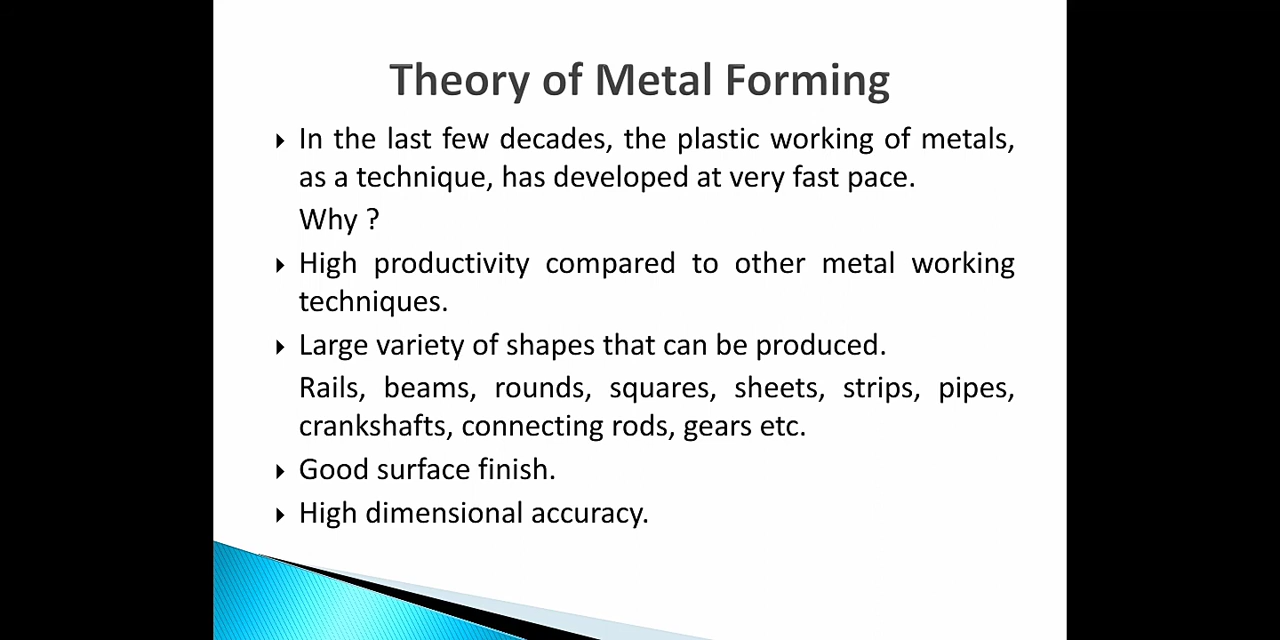 Theory of Metal Forming
In the last few decades, the plastic working of metals,
as a technique, has developed at very fast pace.
Why ?
High productivity compared to other metal working
techniques.
Large variety of shapes that can be produced.
Rails, beams, rounds, squares, sheets, strips, pipes,
crankshafts, connecting rods, gears etc.
Good surface finish.
High dimensional accuracy.